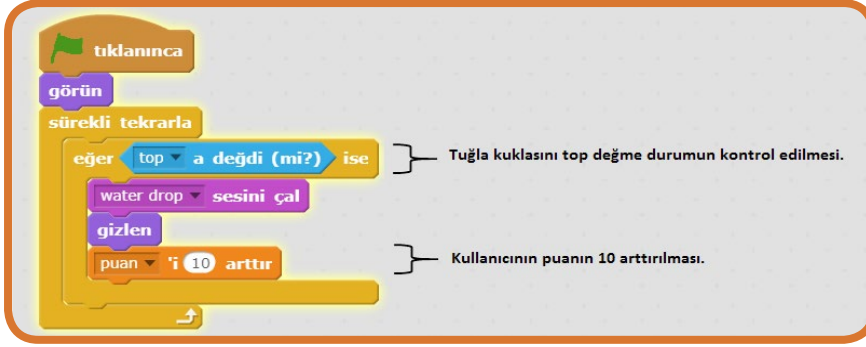 tıklanınca
görün
sürekli tekrarla
eğer top a değdi (mi?) ise
Tuğla kuklasını top değme durumun kontrol edilmesi.
water drop sesini çal
gizlen
puan 'i 10 arttır
Kullanıcının puanın 10 arttırılması.